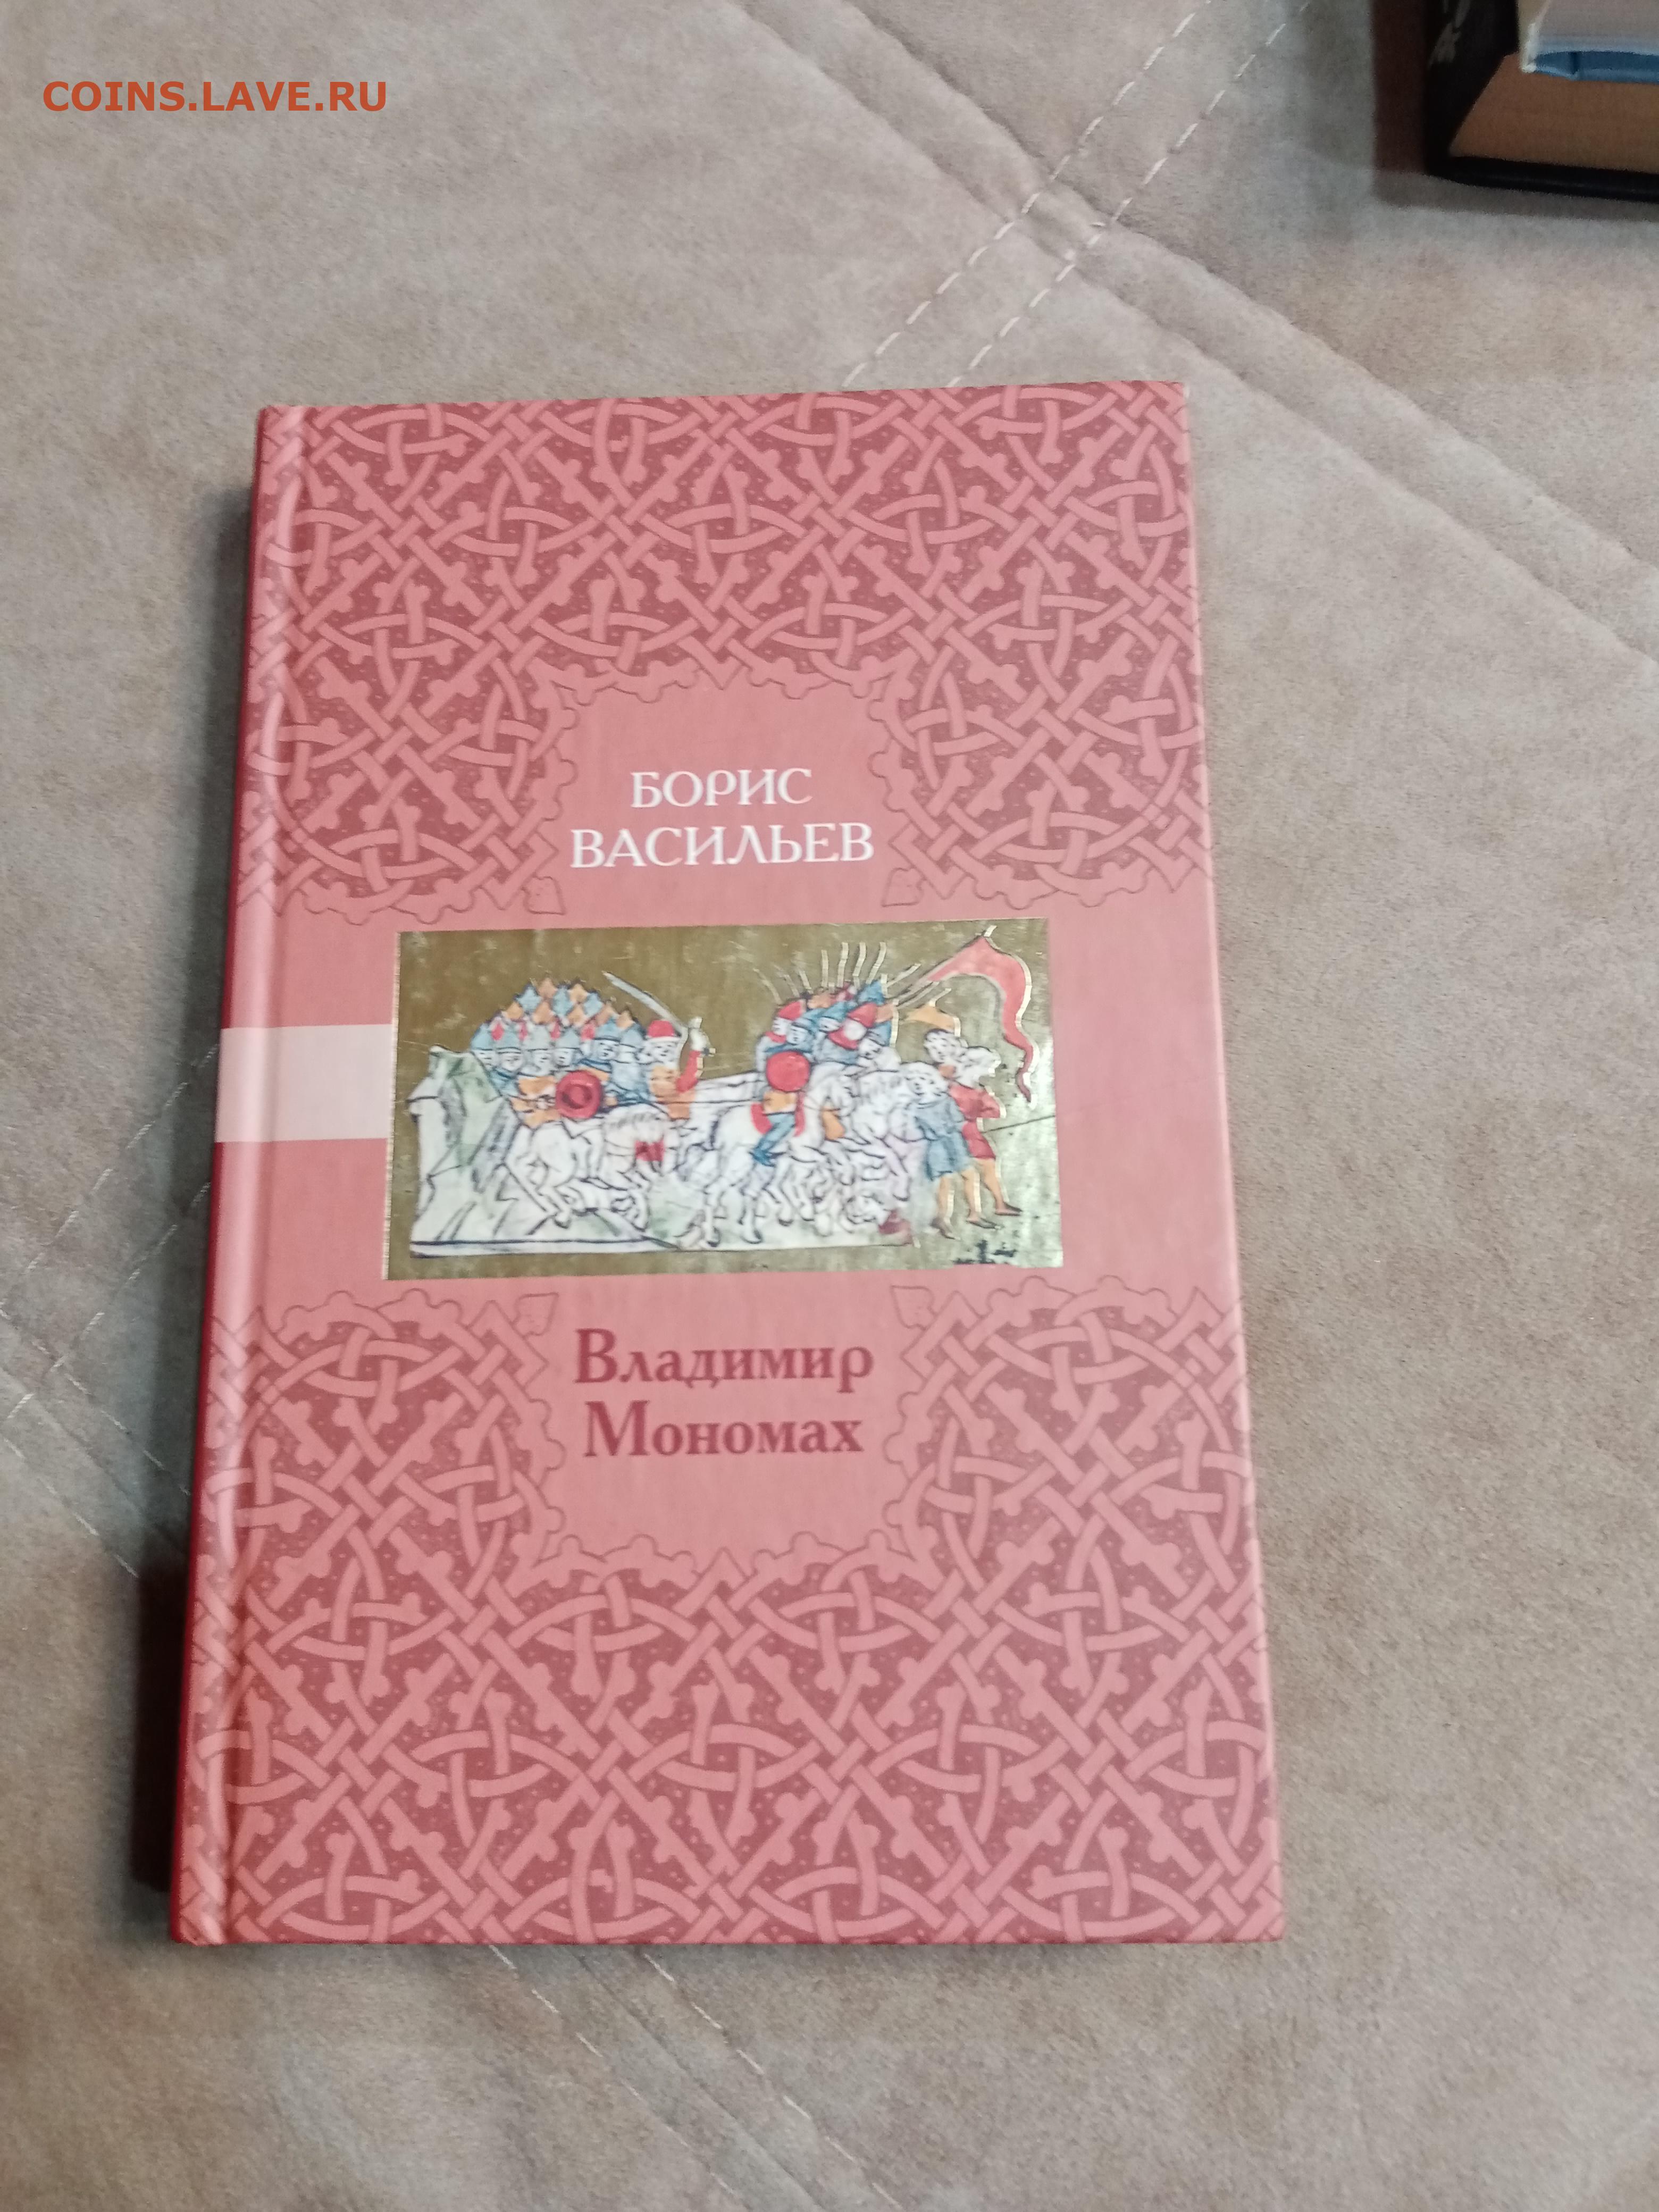 COINS.LAVE.RU
БОРИС
ВАСИЛЬЕВ
Владимир
Мономах